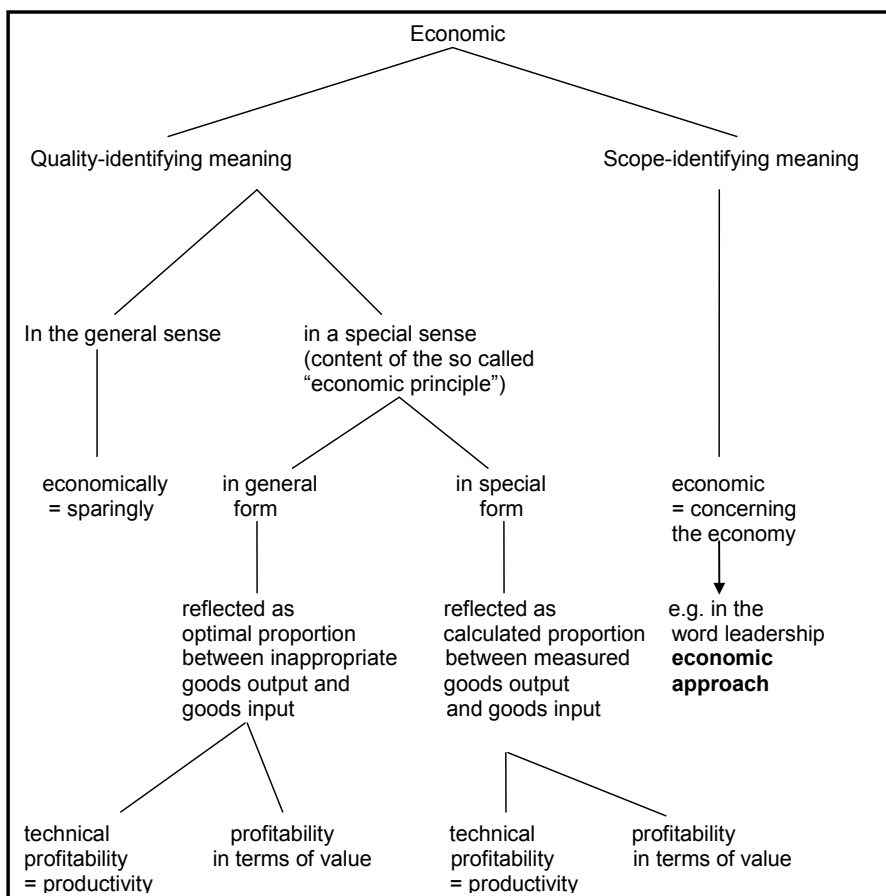 Economic
Quality-identifying meaning
Scope-identifying meaning
In the general sense
in a special sense
(content of the so called
“economic principle”)
economically
= sparingly
in general
form
in special
form
economic
= concerning
the economy
reflected as
optimal proportion
between inappropriate
goods output and
goods input
reflected as
calculated proportion
between measured
goods output
and goods input
e.g. in the
word leadership
economic
approach
technical
profitability
= productivity
profitability
in terms of value
technical
profitability
= productivity
profitability
in terms of value